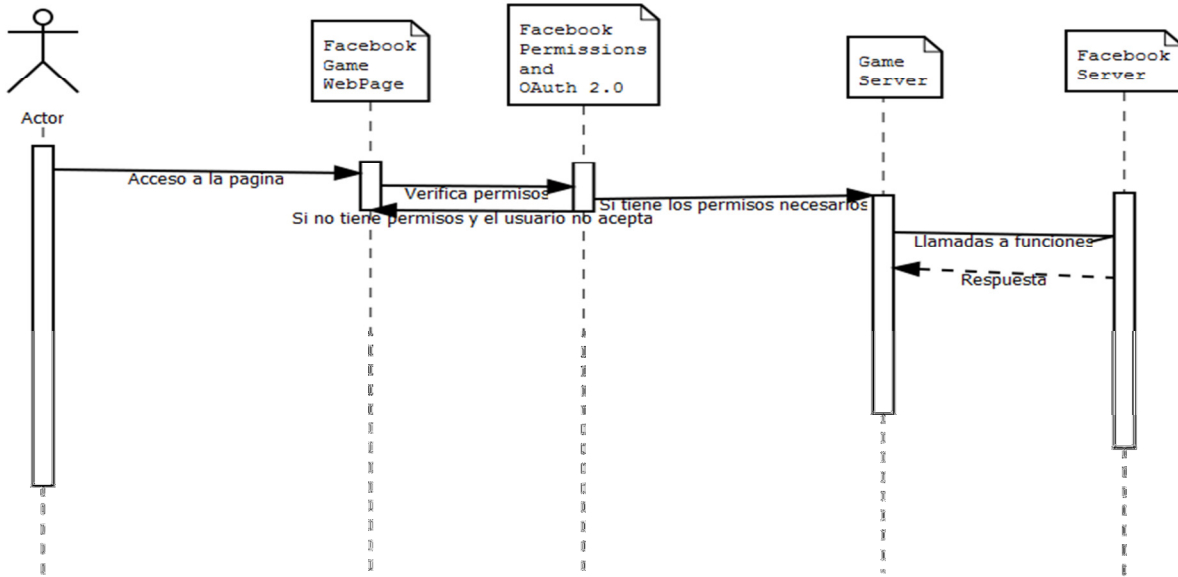 Facebook
Game
WebPage
Facebook
Permissions
and
OAuth 2.0
Game
Server
Facebook
Server
Actor
Acceso a la pagina
Verifica permisos
Si tiene los permisos necesarios
Si no tiene permisos y el usuario no acepta
Llamadas a funciones
Respuesta